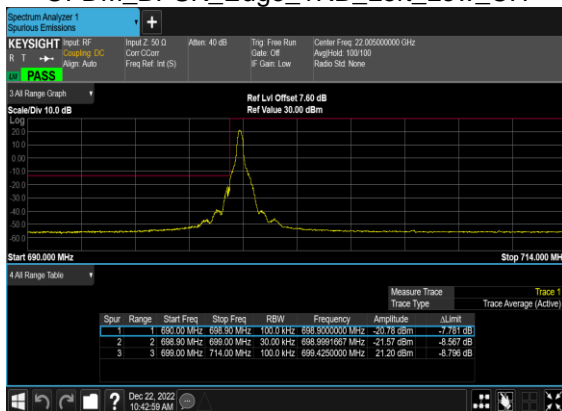 Spectrum Analyzer 1
Spurious Emissions
+
KEYSIGHT Input: RF Input Z: 50 Ω Atten: 40 dB Trig: Free Run Center Freq: 22.005000000 GHz
R T Coupling: DC Corr CCorr Gate: Off Avg|Hold: 100/100
Align: Auto Freq Ref: Int (S) IF Gain: Low Radio Std: None
PASS
3 All Range Graph
Ref Lvl Offset 7.60 dB
Scale/Div 10.0 dB Ref Value 30.00 dBm
Log
20.0
10.0
0.00
-10.0
-20.0
-30.0
-40.0
-50.0
-60.0
Start 690.000 MHz Stop 714.000 MH
4 All Range Table
Measure Trace Trace 1
Trace Type Trace Average (Active)
Spur Range Start Freq Stop Freq RBW Frequency Amplitude ΔLimit
1 1 690.00 MHz 698.90 MHz 100.0 kHz 698.9000000 MHz -20.78 dBm -7.781 dB
2 2 698.90 MHz 699.00 MHz 30.00 kHz 698.9991667 MHz -21.57 dBm -8.567 dB
3 3 699.00 MHz 714.00 MHz 100.0 kHz 699.4250000 MHz 21.20 dBm -8.796 dB
? Dec 22, 2022
10:42:59 AM